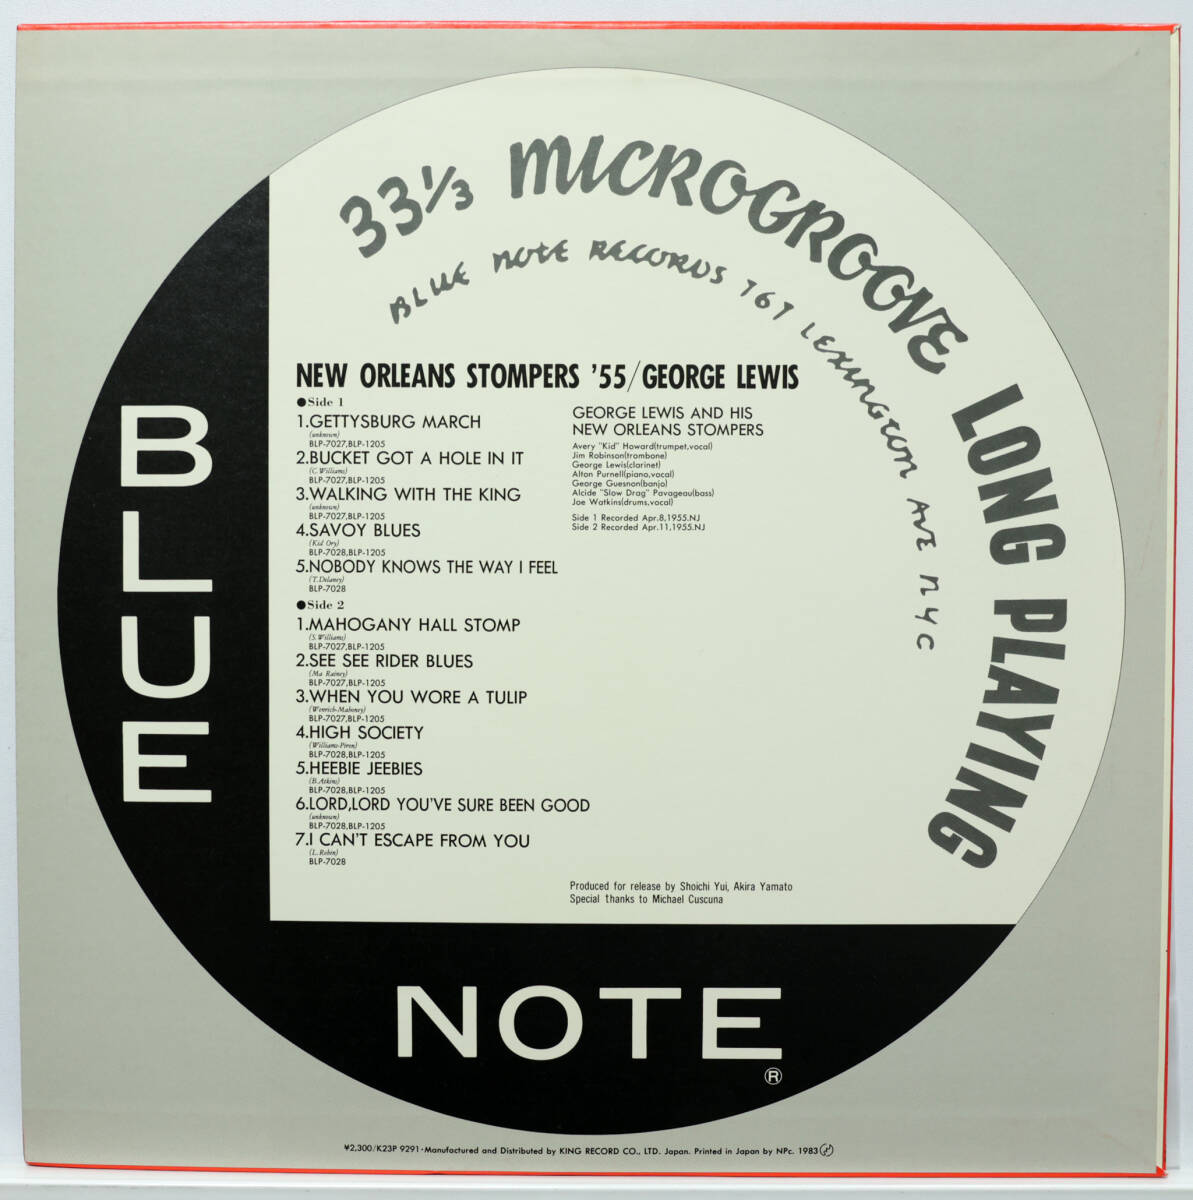 33⅓ MICROGROOVE LONG PLAYING
BLUE NOTE RECORDS 767 LEXINGTON AVE NYC
NEW ORLEANS STOMPERS '55/GEORGE LEWIS
●Side 1
1.GETTYSBURG MARCH
(unknown)
BLP-7027,BLP-1205
2.BUCKET GOT A HOLE IN IT
(C.Williams)
BLP-7027,BLP-1205
3.WALKING WITH THE KING
(unknown)
BLP-7027,BLP-1205
4.SAVOY BLUES
(Kid Ory)
BLP-7028,BLP-1205
5.NOBODY KNOWS THE WAY I FEEL
(T.Delaney)
BLP-7028
●Side 2
1.MAHOGANY HALL STOMP
(S.Williams)
BLP-7027,BLP-1205
2.SEE SEE RIDER BLUES
(Ma Rainey)
BLP-7027,BLP-1205
3.WHEN YOU WORE A TULIP
(Wenrich-Mahoney)
BLP-7027,BLP-1205
4.HIGH SOCIETY
(Williams-Piron)
BLP-7028,BLP-1205
5.HEEBIE JEEBIES
(B.Atkins)
BLP-7028,BLP-1205
6.LORD,LORD YOU'VE SURE BEEN GOOD
(unknown)
BLP-7028,BLP-1205
7.I CAN'T ESCAPE FROM YOU
(L.Robin)
BLP-7028
GEORGE LEWIS AND HIS
NEW ORLEANS STOMPERS
Avery "Kid" Howard(trumpet,vocal)
Jim Robinson(trombone)
George Lewis(clarinet)
Alton Purnell(piano,vocal)
George Guesnon(banjo)
Alcide "Slow Drag" Pavageau(bass)
Joe Watkins(drums,vocal)
Side 1 Recorded Apr.8,1955.NJ
Side 2 Recorded Apr.11,1955.NJ
Produced for release by Shoichi Yui, Akira Yamato
Special thanks to Michael Cuscuna
BLUE
NOTE
®
¥2,300/K23P 9291·Manufactured and Distributed by KING RECORD CO., LTD. Japan. Printed in Japan by NPc. 1983